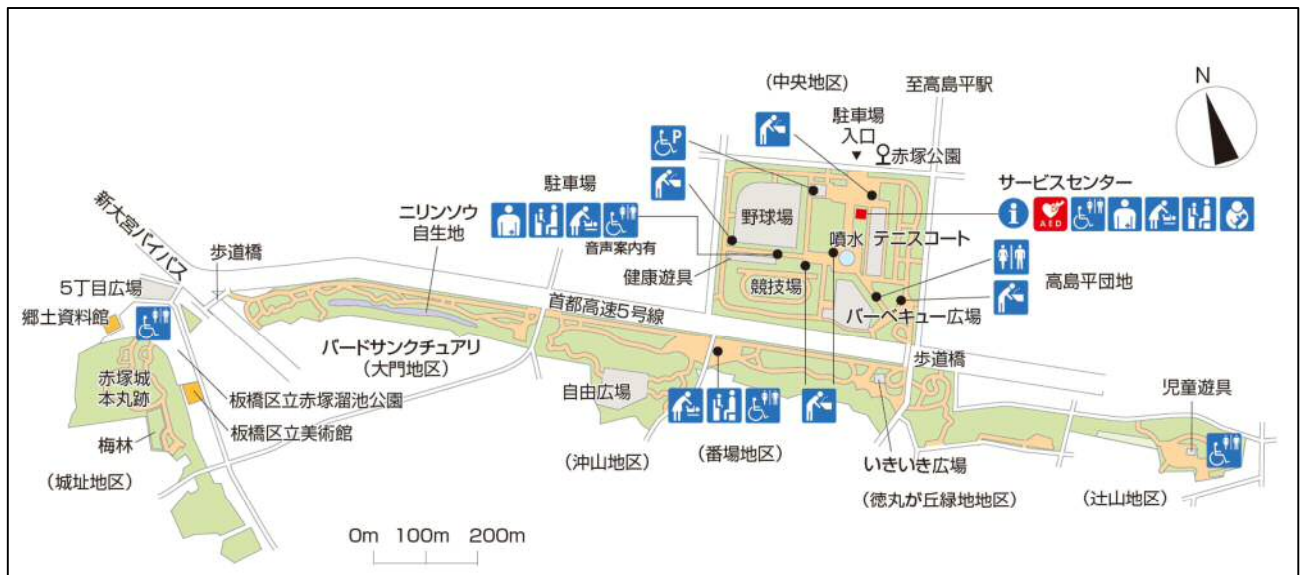 (中央地区)
至高島平駅
N
駐車場
入口
赤塚公園
P
サービスセンター
i
AED
駐車場
野球場
噴水
テニスコート
音声案内有
健康遊具
競技場
高島平団地
バーベキュー広場
ニリンソウ
自生地
新大宮バイパス
歩道橋
5丁目広場
郷土資料館
首都高速5号線
バードサンクチュアリ
(大門地区)
歩道橋
赤塚城
本丸跡
板橋区立赤塚溜池公園
板橋区立美術館
梅林
(城址地区)
自由広場
(沖山地区)
(番場地区)
いきいき広場
(徳丸が丘緑地地区)
児童遊具
(辻山地区)
0m 100m 200m